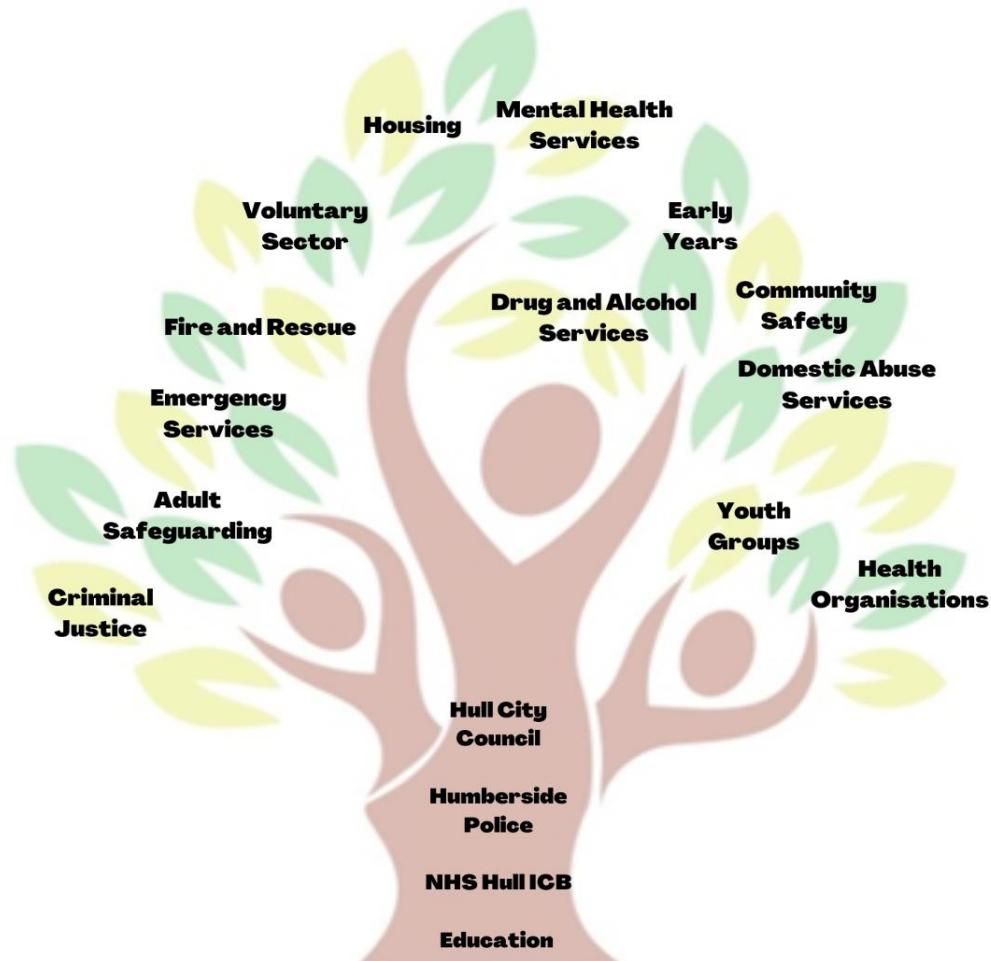 Housing
Mental Health
Services
Voluntary
Sector
Early
Years
Drug and Alcohol
Services
Community
Safety
Fire and Rescue
Domestic Abuse
Services
Emergency
Services
Adult
Safeguarding
Youth
Groups
Health
Organisations
Criminal
Justice
Hull City
Council
Humberside
Police
NHS Hull ICB
Education